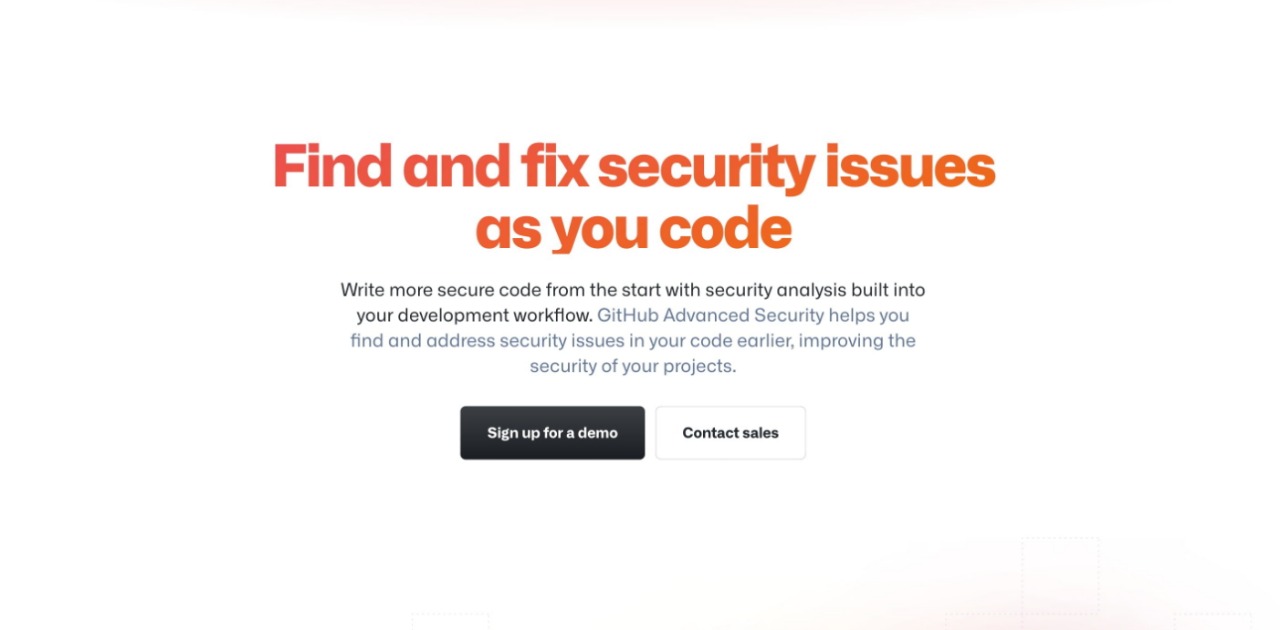 Find and fix security issues
as you code
Write more secure code from the start with security analysis built into
your development workflow. GitHub Advanced Security helps you
find and address security issues in your code earlier, improving the
security of your projects.
Sign up for a demo
Contact sales